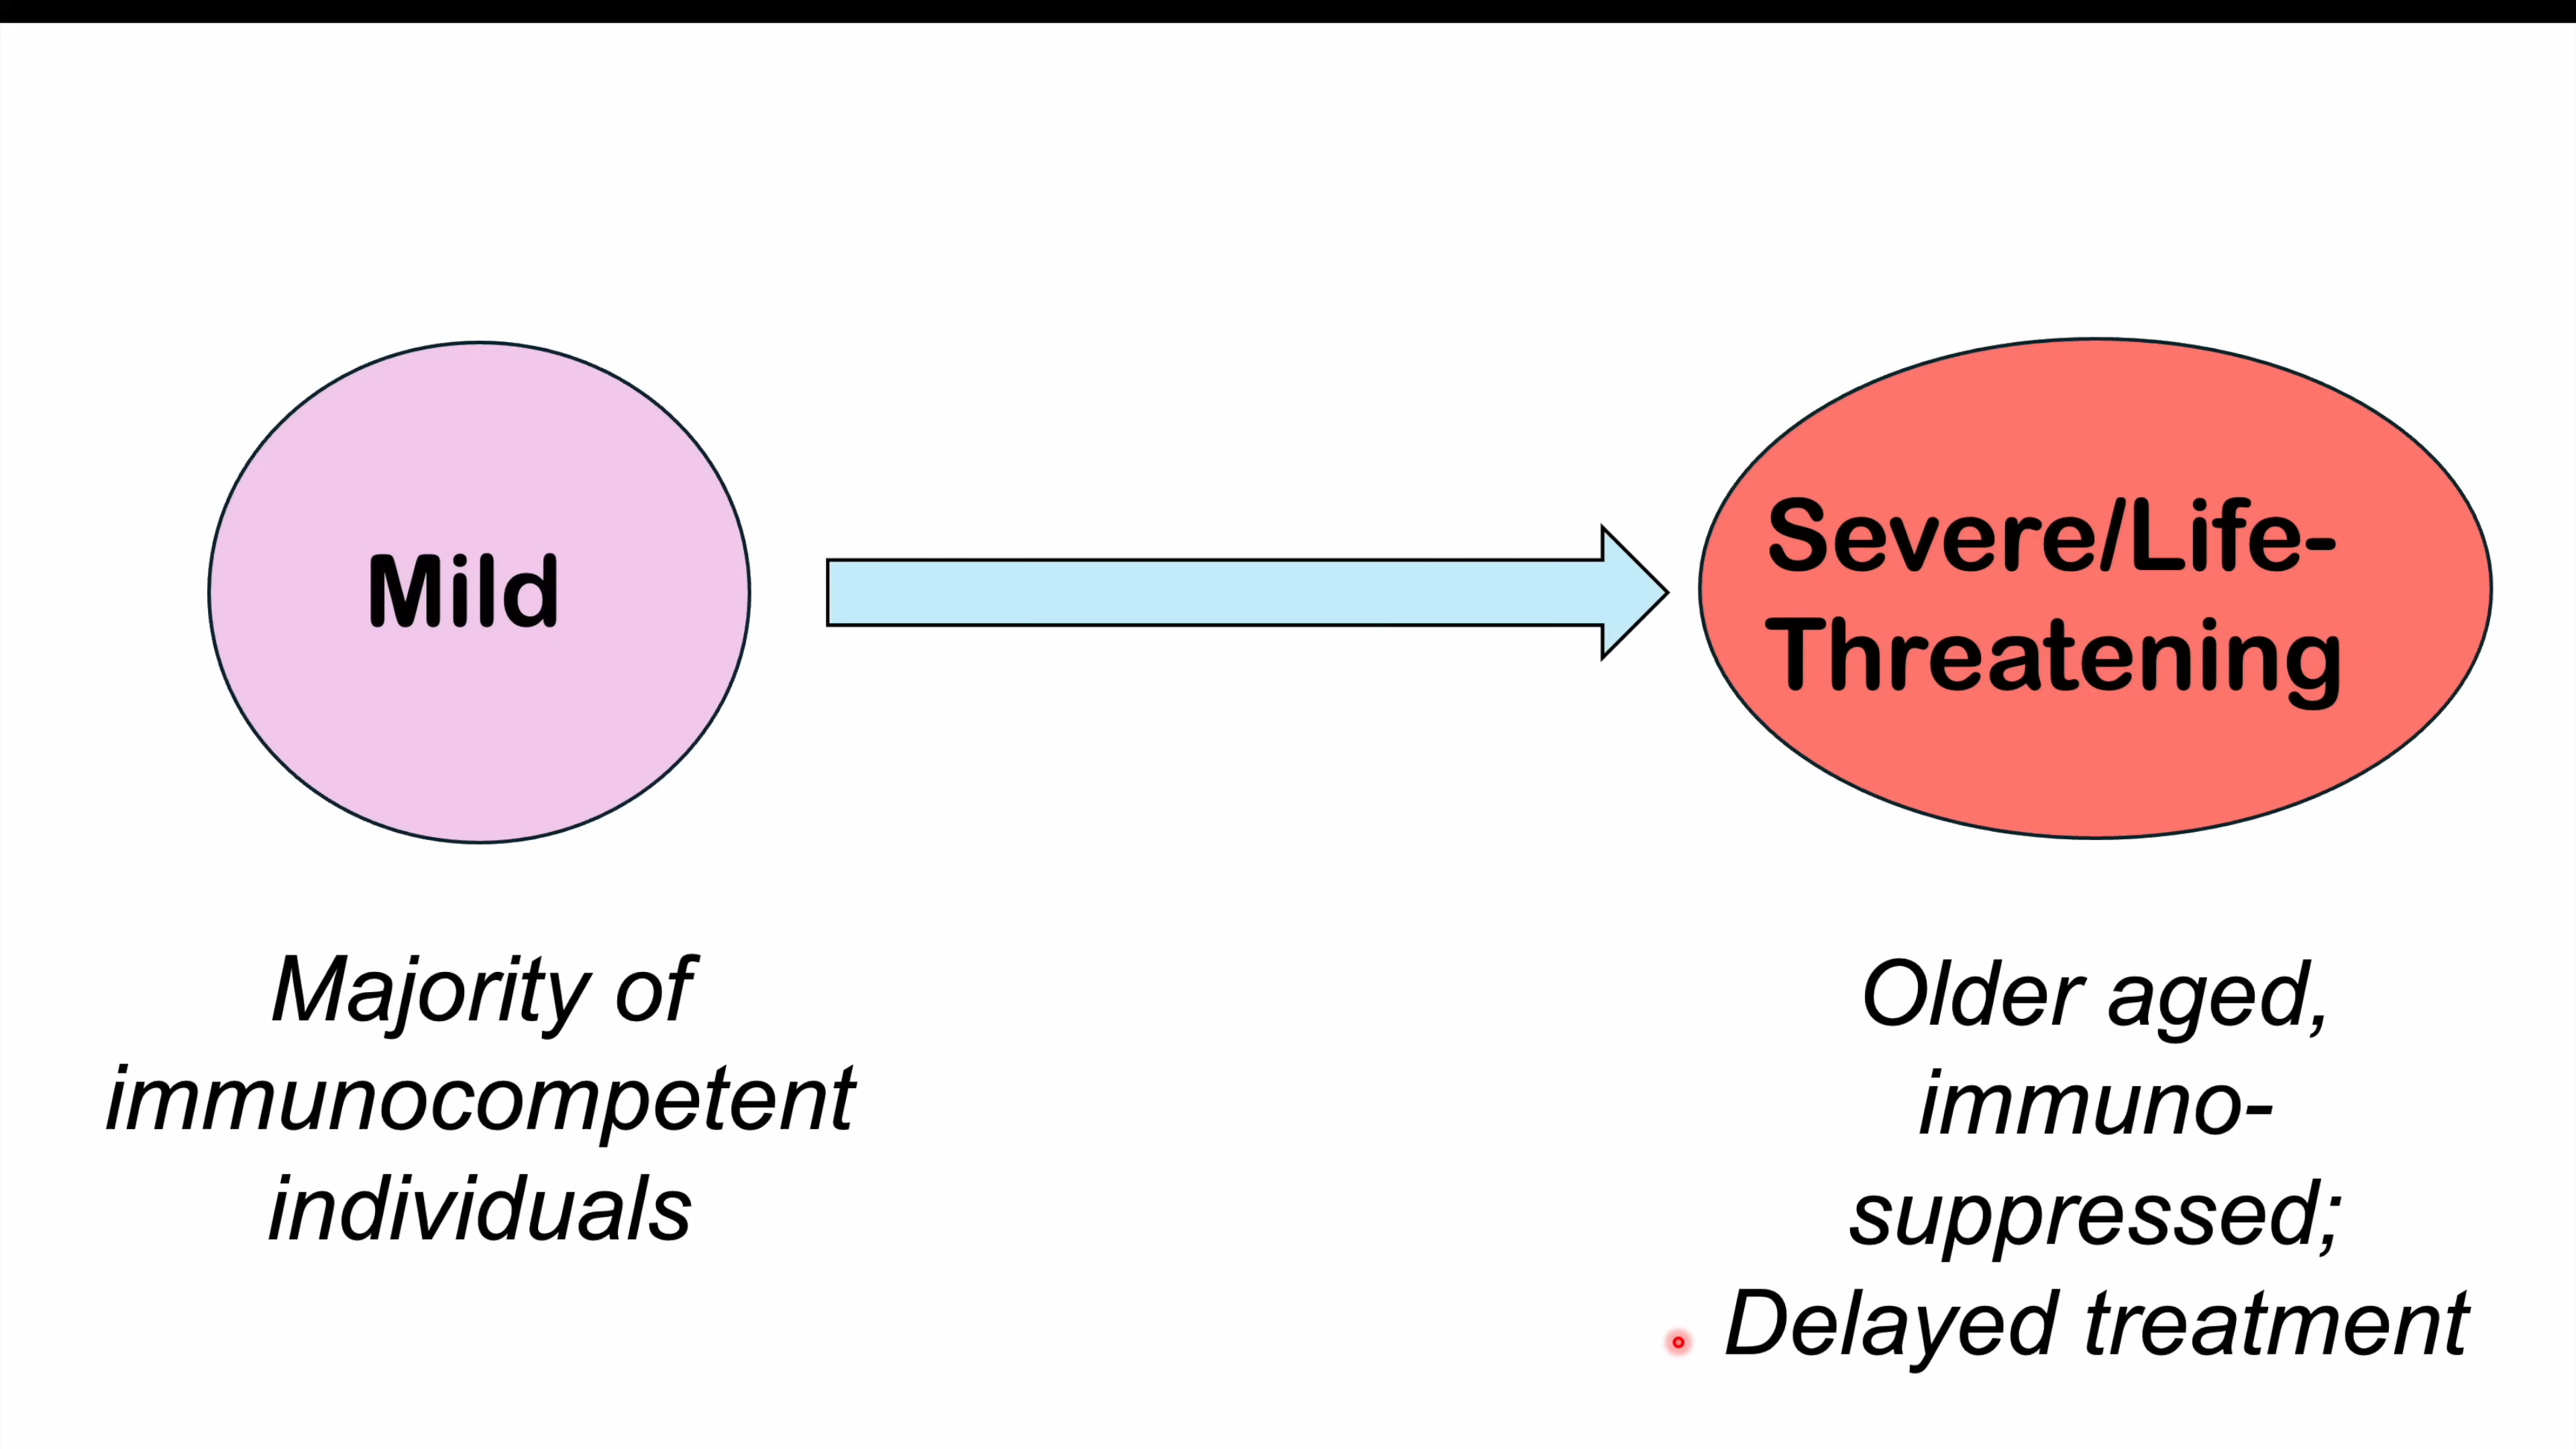 Mild
Severe/Life-
Threatening
Majority of
immunocompetent
individuals
Older aged,
immuno-
suppressed;
Delayed treatment